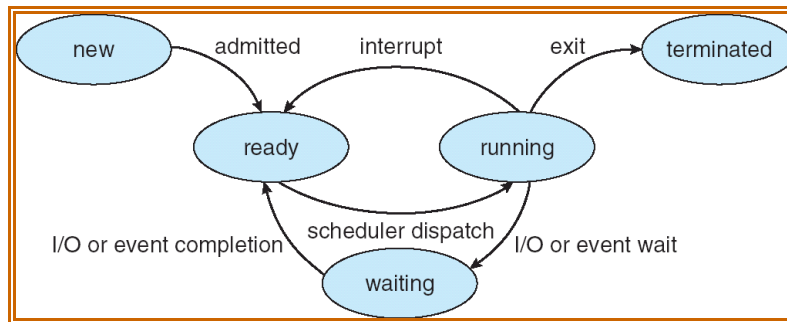 new
admitted
interrupt
exit
terminated
ready
running
scheduler dispatch
I/O or event completion
I/O or event wait
waiting